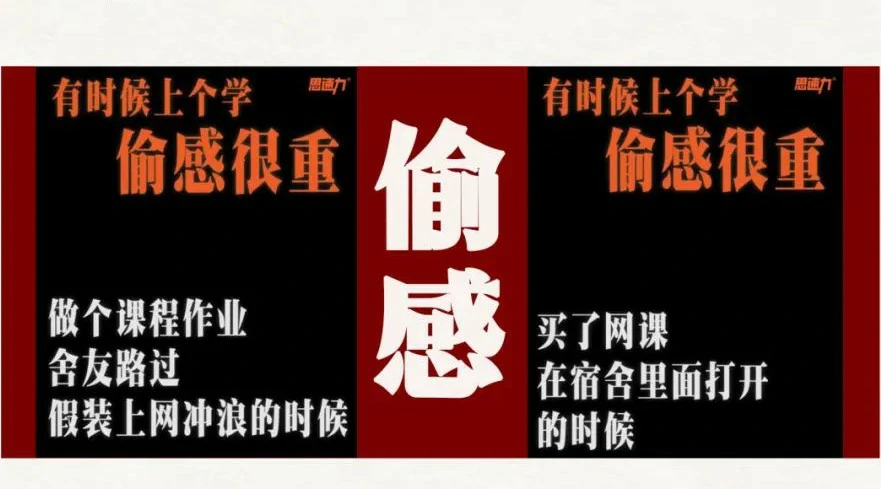 有时候上个学
思速力
偷感很重
做个课程作业
舍友路过
假装上网冲浪的时候
偷
感
有时候上个学
思速力
偷感很重
买了网课
在宿舍里面打开
的时候